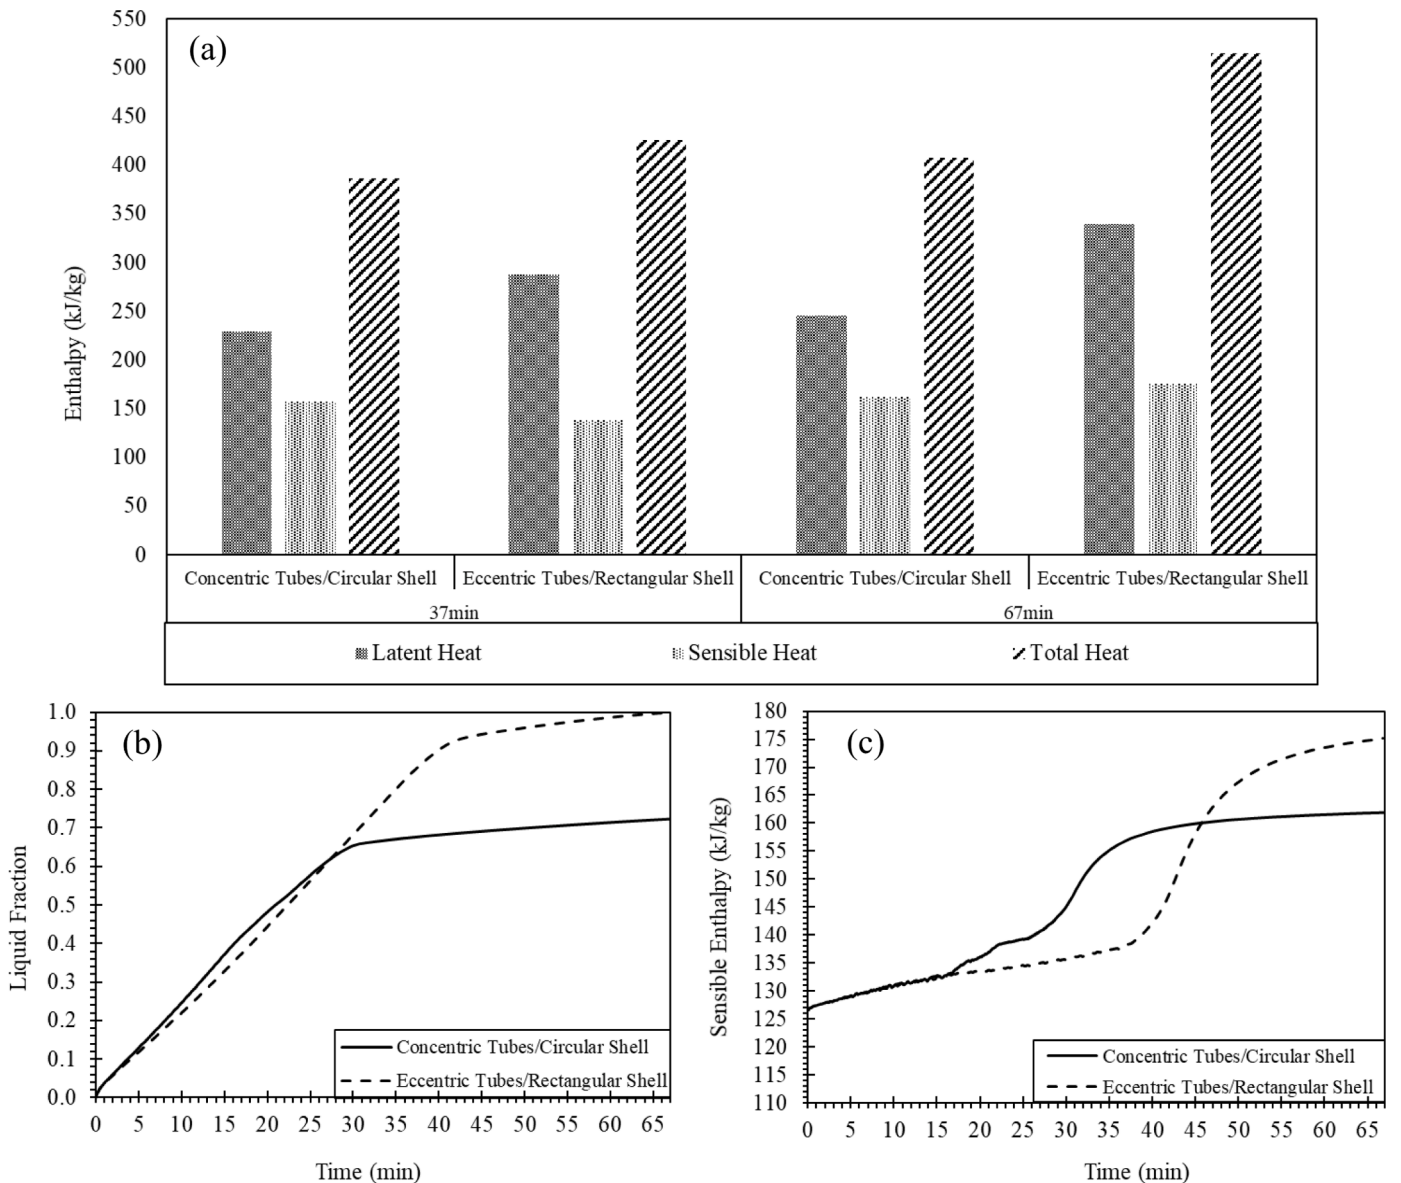 550
(a)
500
450
400
350
300
250
200
150
100
50
0
Enthalpy (kJ/kg)
Concentric Tubes/Circular Shell Eccentric Tubes/Rectangular Shell Concentric Tubes/Circular Shell Eccentric Tubes/Rectangular Shell
37min 67min
Latent Heat Sensible Heat Total Heat
(b)
1.0
0.9
0.8
0.7
0.6
0.5
0.4
0.3
0.2
0.1
0.0
Liquid Fraction
Concentric Tubes/Circular Shell
Eccentric Tubes/Rectangular Shell
0 5 10 15 20 25 30 35 40 45 50 55 60 65
Time (min)
(c)
180
175
170
165
160
155
150
145
140
135
130
125
120
115
110
Sensible Enthalpy (kJ/kg)
Concentric Tubes/Circular Shell
Eccentric Tubes/Rectangular Shell
0 5 10 15 20 25 30 35 40 45 50 55 60 65
Time (min)